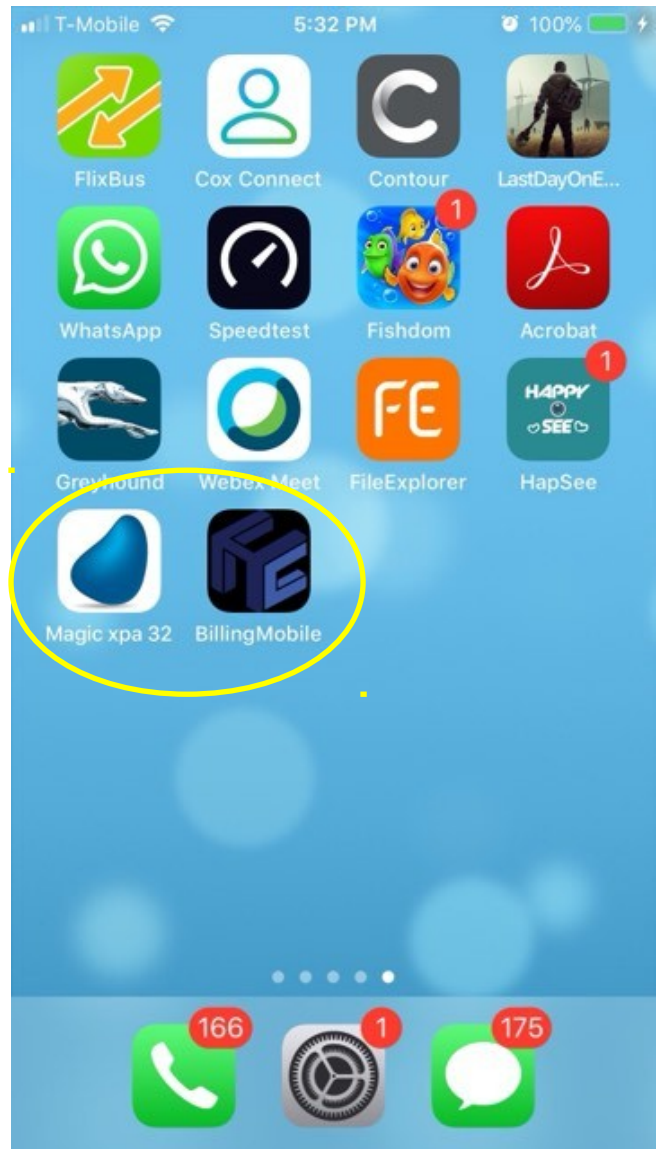 T-Mobile 5:32 PM 100%
FlixBus Cox Connect Contour LastDayOnE...
1
WhatsApp Speedtest Fishdom Acrobat
FE HAPPY SEE 1
Greyhound Webex Meet FileExplorer HapSee
Magic xpa 32 BillingMobile
166 1 175